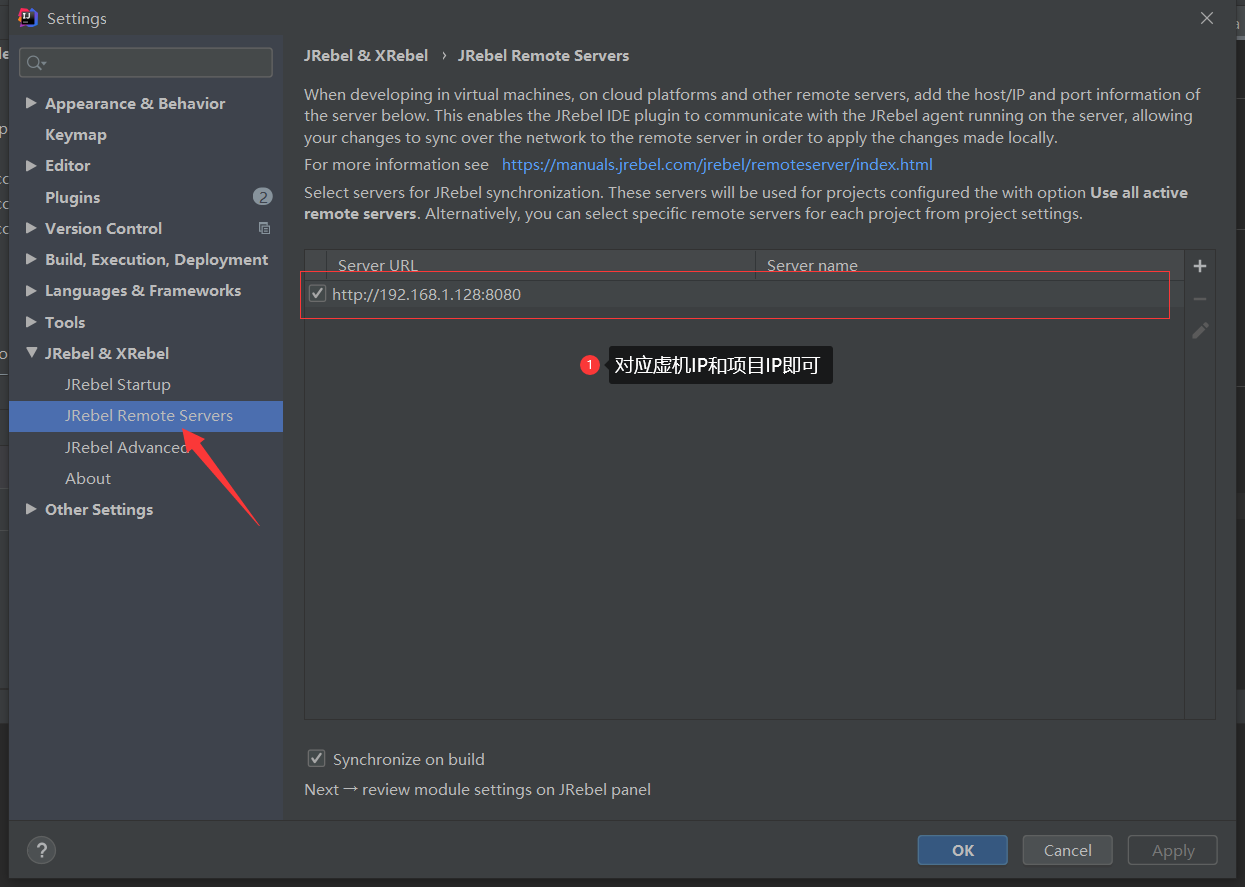 Settings
Appearance & Behavior
Keymap
Editor
Plugins
2
Version Control
Build, Execution, Deployment
Languages & Frameworks
Tools
JRebel & XRebel
JRebel Startup
JRebel Remote Servers
JRebel Advanced
About
Other Settings
JRebel & XRebel › JRebel Remote Servers
When developing in virtual machines, on cloud platforms and other remote servers, add the host/IP and port information of
the server below. This enables the JRebel IDE plugin to communicate with the JRebel agent running on the server, allowing
your changes to sync over the network to the remote server in order to apply the changes made locally.
For more information see https://manuals.jrebel.com/jrebel/remoteserver/index.html
Select servers for JRebel synchronization. These servers will be used for projects configured the with option Use all active
remote servers. Alternatively, you can select specific remote servers for each project from project settings.
Server URL Server name
http://192.168.1.128:8080
1 对应虚机IP和项目IP即可
Synchronize on build
Next → review module settings on JRebel panel
?
OK Cancel Apply